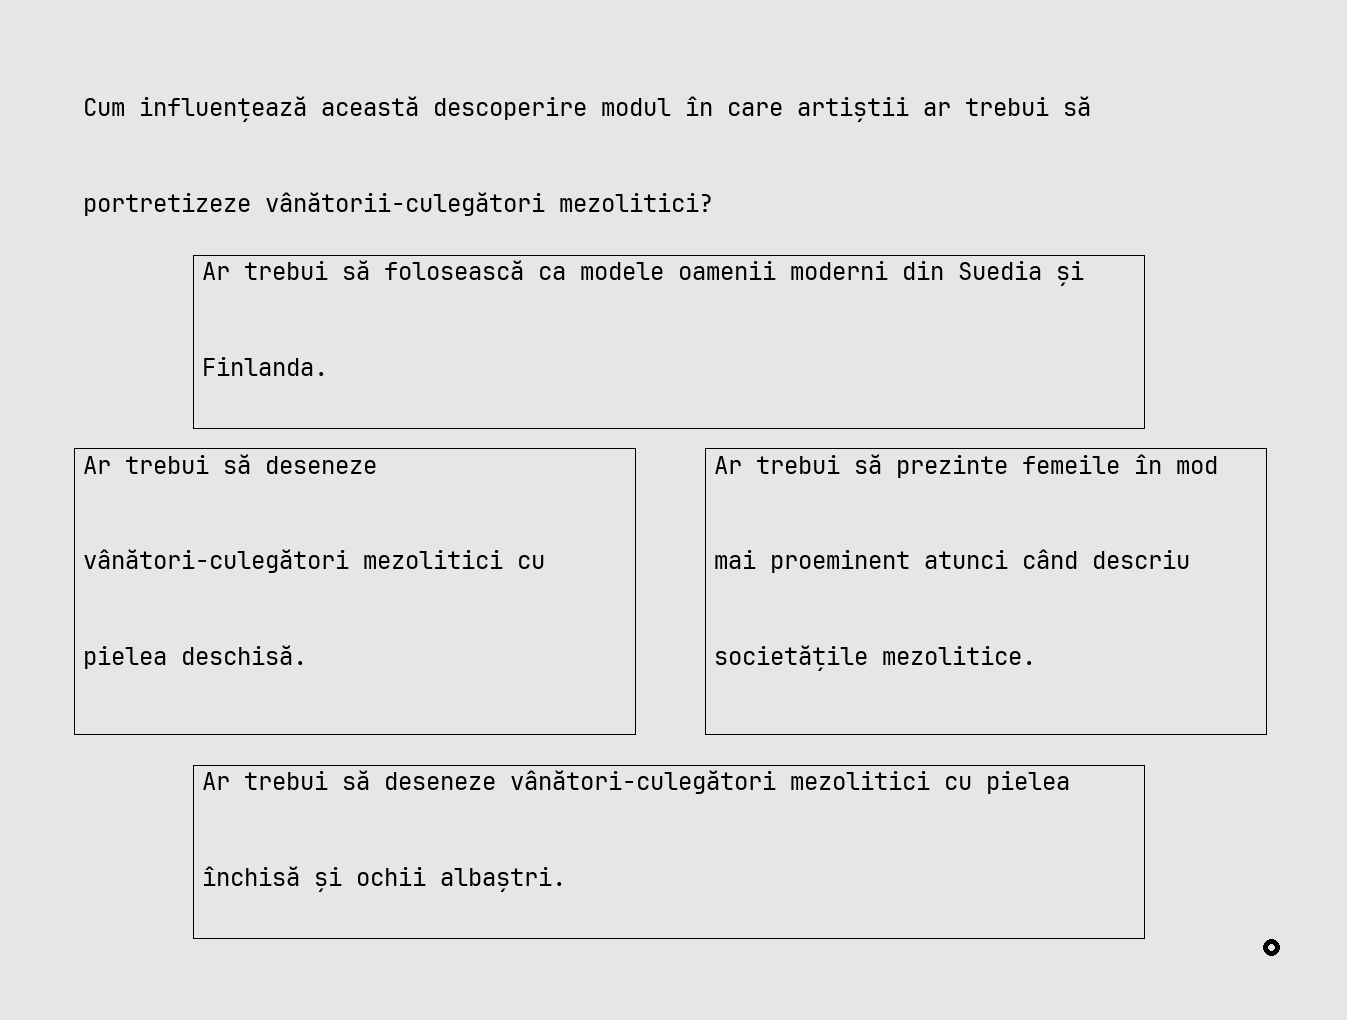 Cum influențează această descoperire modul în care artiștii ar trebui să
portretizeze vânătorii-culegători mezolitici?
Ar trebui să folosească ca modele oamenii moderni din Suedia și
Finlanda.
Ar trebui să deseneze
vânători-culegători mezolitici cu
pielea deschisă.
Ar trebui să prezinte femeile în mod
mai proeminent atunci când descriu
societățile mezolitice.
Ar trebui să deseneze vânători-culegători mezolitici cu pielea
închisă și ochii albaștri.